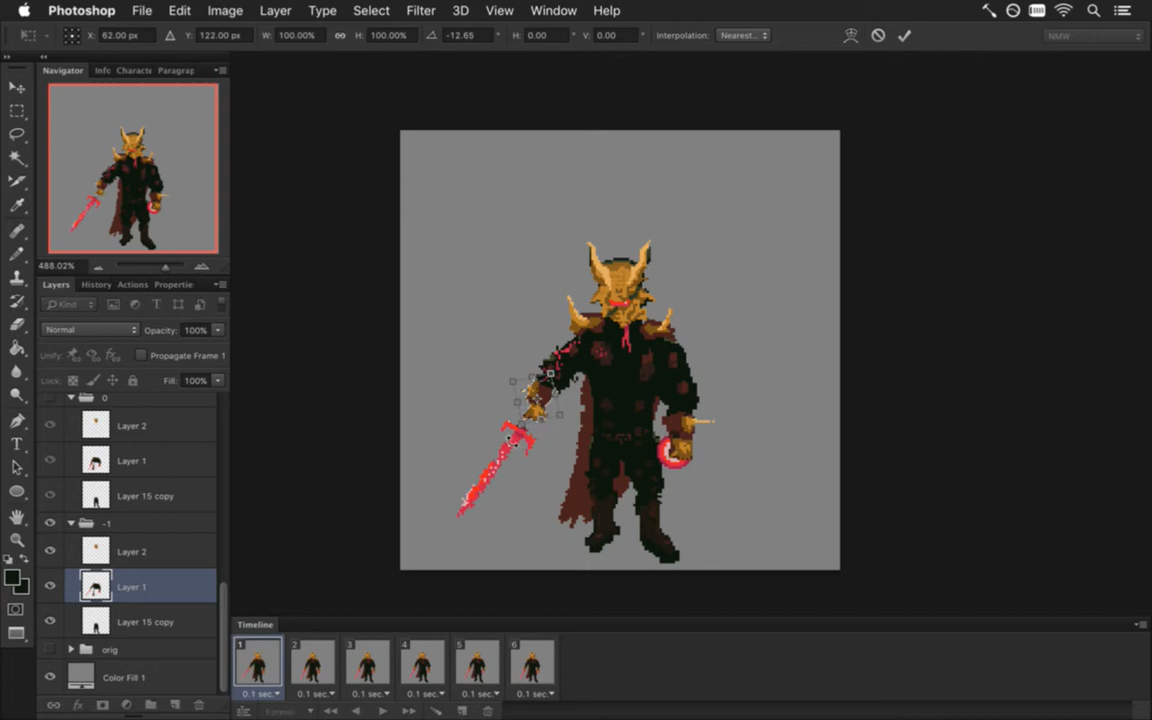 Photoshop File Edit Image Layer Type Select Filter 3D View Window Help
X: 62.00 px Y: 122.00 px W: 100.00% H: 100.00% -12.65 ° H: 0.00 ° V: 0.00 ° Interpolation: Nearest... NMW
Navigator Info Characte Paragrap
488.02%
Layers History Actions Propertie
Kind
Normal Opacity: 100%
Unify: Propagate Frame 1
Lock: Fill: 100%
0
Layer 2
Layer 1
Layer 15 copy
-1
Layer 2
Layer 1
Layer 15 copy
orig
Color Fill 1
Timeline
1 2 3 4 5 6
0.1 sec. 0.1 sec. 0.1 sec. 0.1 sec. 0.1 sec. 0.1 sec.
Forever